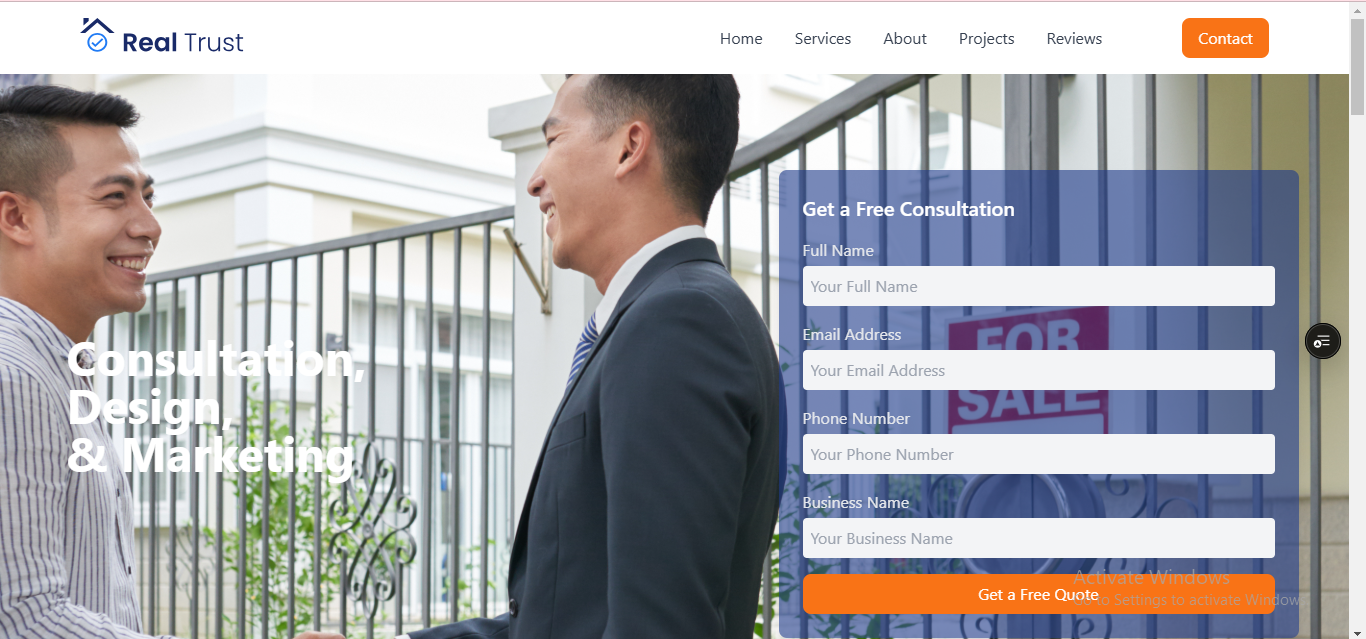 Real Trust
Home
Services
About
Projects
Reviews
Contact
Get a Free Consultation
Full Name
Your Full Name
Email Address
Your Email Address
FOR
SALE
Phone Number
Your Phone Number
Business Name
Your Business Name
Get a Free Quote
Consultation,
Design,
& Marketing
Activate Windows
Go to Settings to activate Window